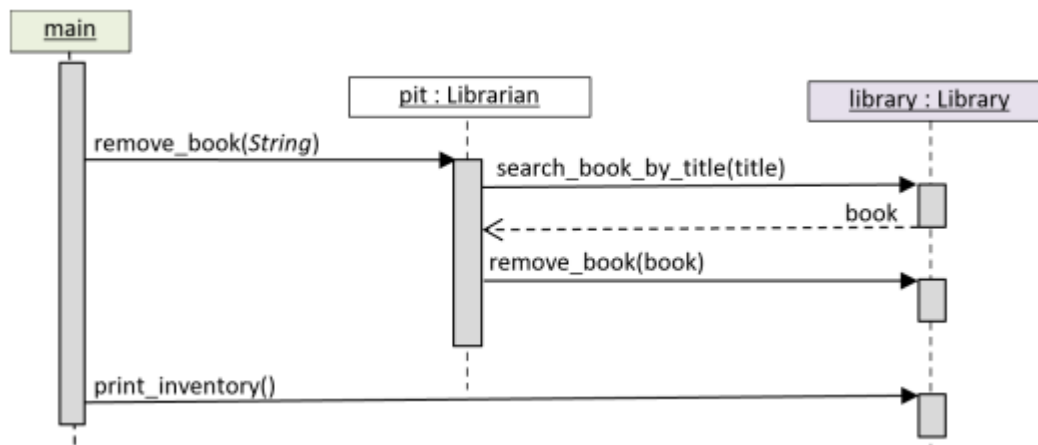 main
pit : Librarian
library : Library
remove_book(String)
search_book_by_title(title)
book
remove_book(book)
print_inventory()